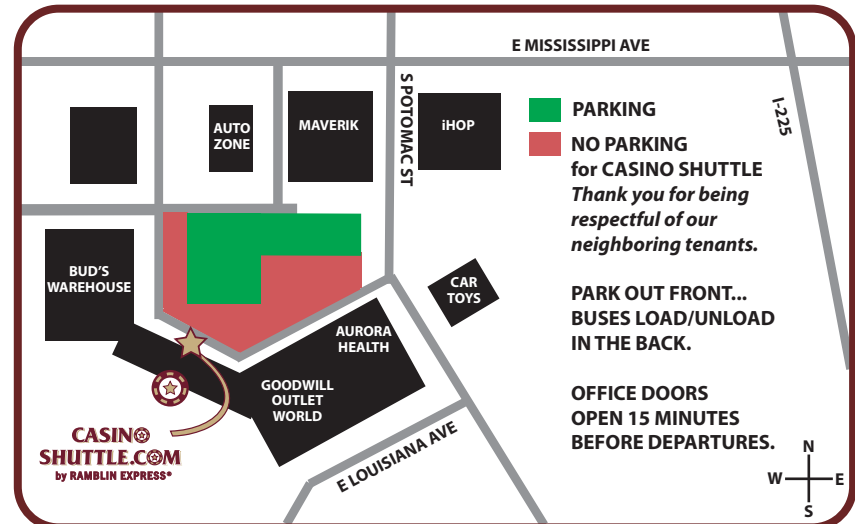 E MISSISSIPPI AVE
S POTOMAC ST
I-225
AUTO
ZONE
MAVERIK
iHOP
PARKING
NO PARKING
for CASINO SHUTTLE
Thank you for being
respectful of our
neighboring tenants.
BUD'S
WAREHOUSE
CAR
TOYS
PARK OUT FRONT...
BUSES LOAD/UNLOAD
IN THE BACK.
AURORA
HEALTH
GOODWILL
OUTLET
WORLD
OFFICE DOORS
OPEN 15 MINUTES
BEFORE DEPARTURES.
CASINO
SHUTTLE.COM
by RAMBLIN EXPRESS®
E LOUISIANA AVE
N
W E
S